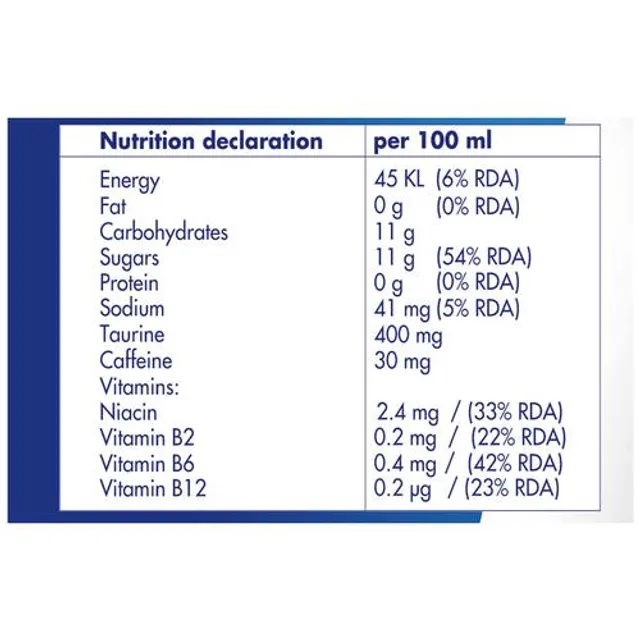 Nutrition declaration per 100 ml
Energy 45 KL (6% RDA)
Fat 0 g (0% RDA)
Carbohydrates 11 g
Sugars 11 g (54% RDA)
Protein 0 g (0% RDA)
Sodium 41 mg (5% RDA)
Taurine 400 mg
Caffeine 30 mg
Vitamins:
Niacin 2.4 mg / (33% RDA)
Vitamin B2 0.2 mg / (22% RDA)
Vitamin B6 0.4 mg / (42% RDA)
Vitamin B12 0.2 µg / (23% RDA)